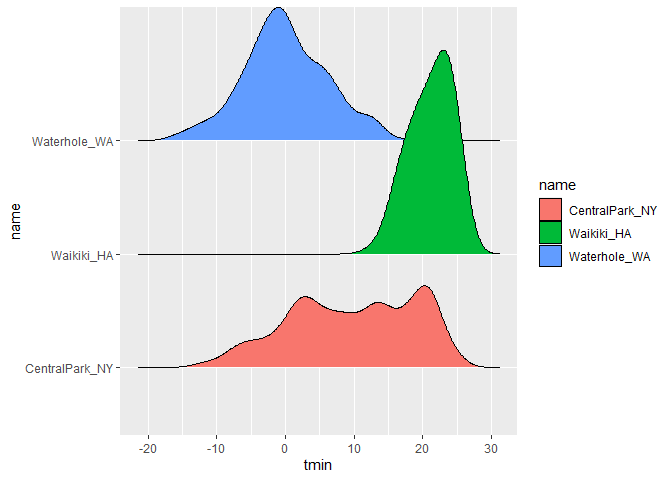 Waterhole_WA
Waikiki_HA
CentralPark_NY
name
-20 -10 0 10 20 30
tmin
name
CentralPark_NY
Waikiki_HA
Waterhole_WA